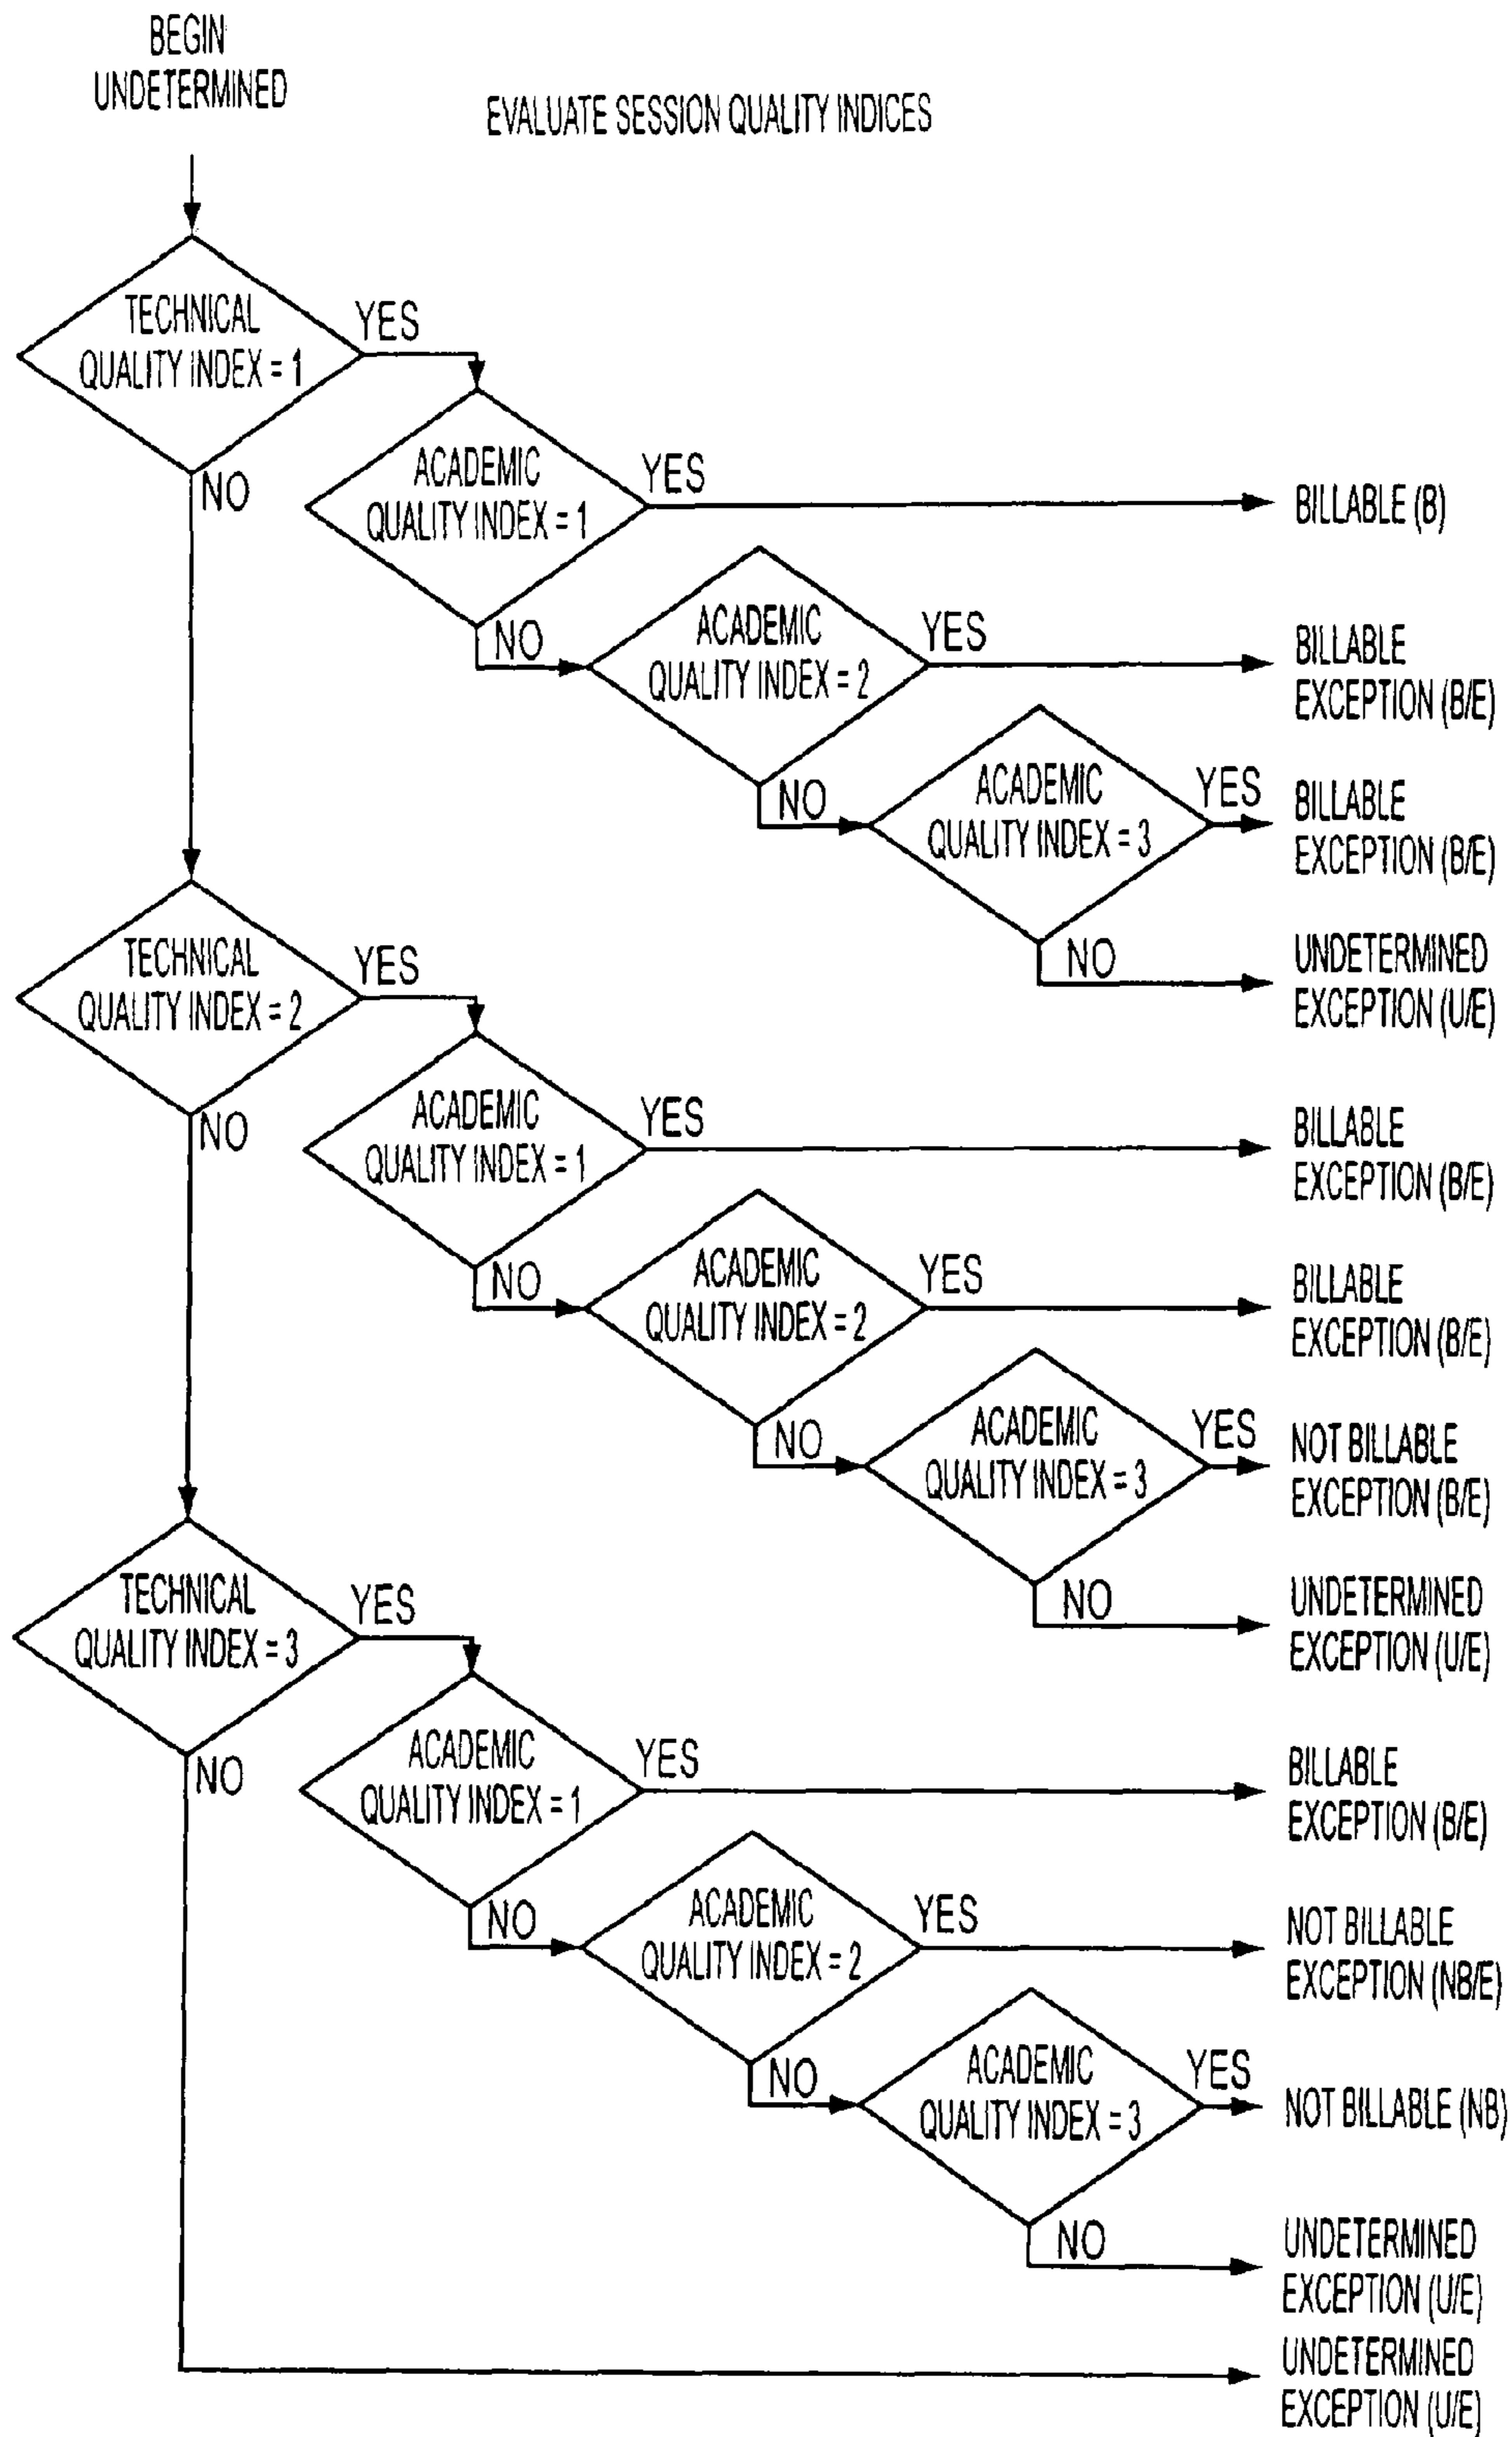 BEGIN
UNDETERMINED
EVALUATE SESSION QUALITY INDICES
TECHNICAL
QUALITY INDEX = 1
YES
NO
ACADEMIC
QUALITY INDEX = 1
YES
BILLABLE (B)
NO
ACADEMIC
QUALITY INDEX = 2
YES
BILLABLE
EXCEPTION (B/E)
NO
ACADEMIC
QUALITY INDEX = 3
YES
BILLABLE
EXCEPTION (B/E)
NO
UNDETERMINED
EXCEPTION (U/E)
TECHNICAL
QUALITY INDEX = 2
YES
NO
ACADEMIC
QUALITY INDEX = 1
YES
BILLABLE
EXCEPTION (B/E)
NO
ACADEMIC
QUALITY INDEX = 2
YES
BILLABLE
EXCEPTION (B/E)
NO
ACADEMIC
QUALITY INDEX = 3
YES
NOT BILLABLE
EXCEPTION (B/E)
NO
UNDETERMINED
EXCEPTION (U/E)
TECHNICAL
QUALITY INDEX = 3
YES
NO
ACADEMIC
QUALITY INDEX = 1
YES
BILLABLE
EXCEPTION (B/E)
NO
ACADEMIC
QUALITY INDEX = 2
YES
NOT BILLABLE
EXCEPTION (NB/E)
NO
ACADEMIC
QUALITY INDEX = 3
YES
NOT BILLABLE (NB)
NO
UNDETERMINED
EXCEPTION (U/E)
UNDETERMINED
EXCEPTION (U/E)